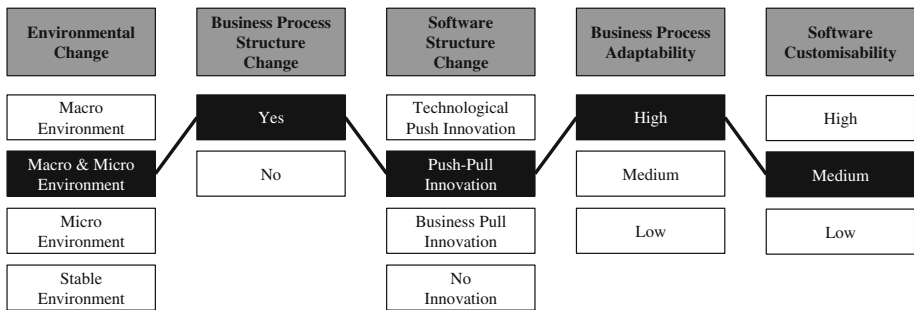 Environmental
Change
Business Process
Structure
Change
Software
Structure
Change
Business Process
Adaptability
Software
Customisability
Macro
Environment
Yes
Technological
Push Innovation
High
High
Macro & Micro
Environment
No
Push-Pull
Innovation
Medium
Medium
Micro
Environment
Business Pull
Innovation
Low
Low
Stable
Environment
No
Innovation